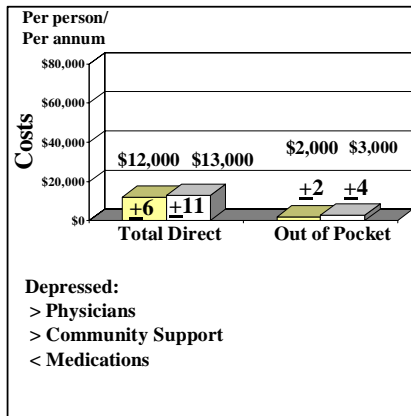 Per person/
Per annum
Costs
$80,000
$60,000
$40,000
$20,000
$0
$12,000 $13,000 $2,000 $3,000
+6 +11 +2 +4
Total Direct Out of Pocket
Depressed:
> Physicians
> Community Support
< Medications